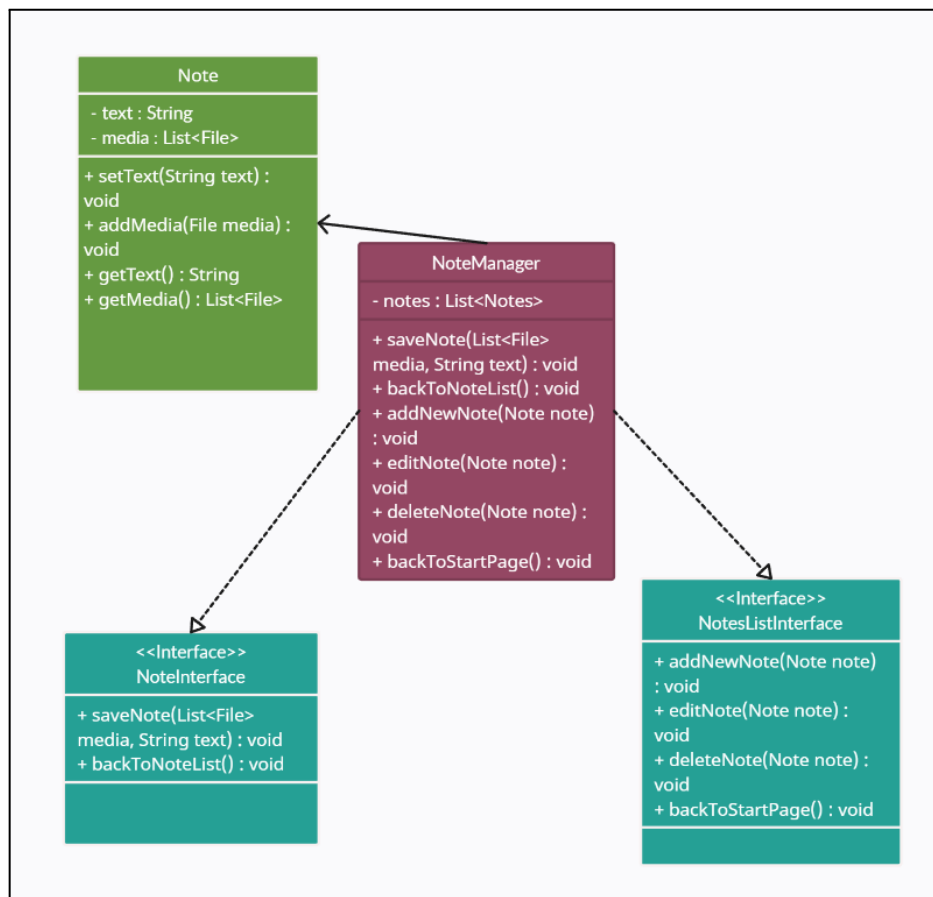 Note
- text : String
- media : List<File>
+ setText(String text) :
void
+ addMedia(File media) :
void
+ getText() : String
+ getMedia() : List<File>
NoteManager
- notes : List<Notes>
+ saveNote(List<File>
media, String text) : void
+ backToNoteList() : void
+ addNewNote(Note note)
: void
+ editNote(Note note) :
void
+ deleteNote(Note note) :
void
+ backToStartPage() : void
<<Interface>>
NoteInterface
+ saveNote(List<File>
media, String text) : void
+ backToNoteList() : void
<<Interface>>
NotesListInterface
+ addNewNote(Note note)
: void
+ editNote(Note note) :
void
+ deleteNote(Note note) :
void
+ backToStartPage() : void